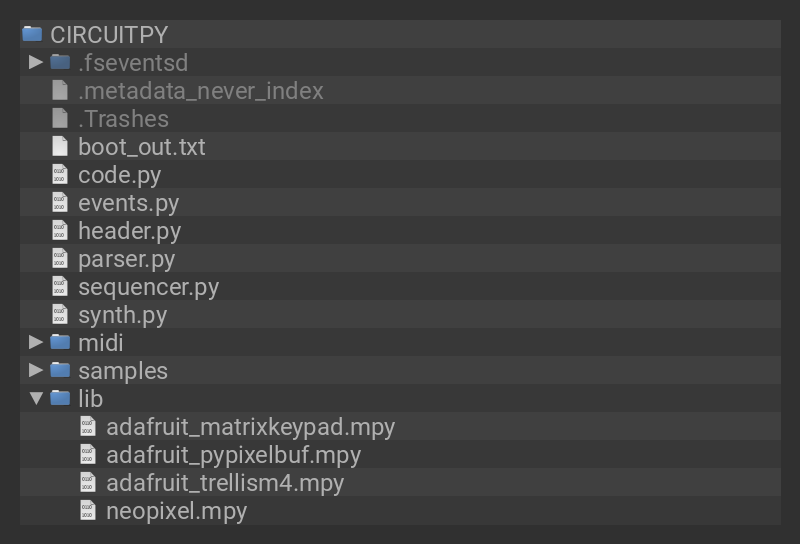 CIRCUITPY
.fseventsd
.metadata_never_index
.Trashes
boot_out.txt
code.py
events.py
header.py
parser.py
sequencer.py
synth.py
midi
samples
lib
adafruit_matrixkeypad.mpy
adafruit_pypixelbuf.mpy
adafruit_trellism4.mpy
neopixel.mpy